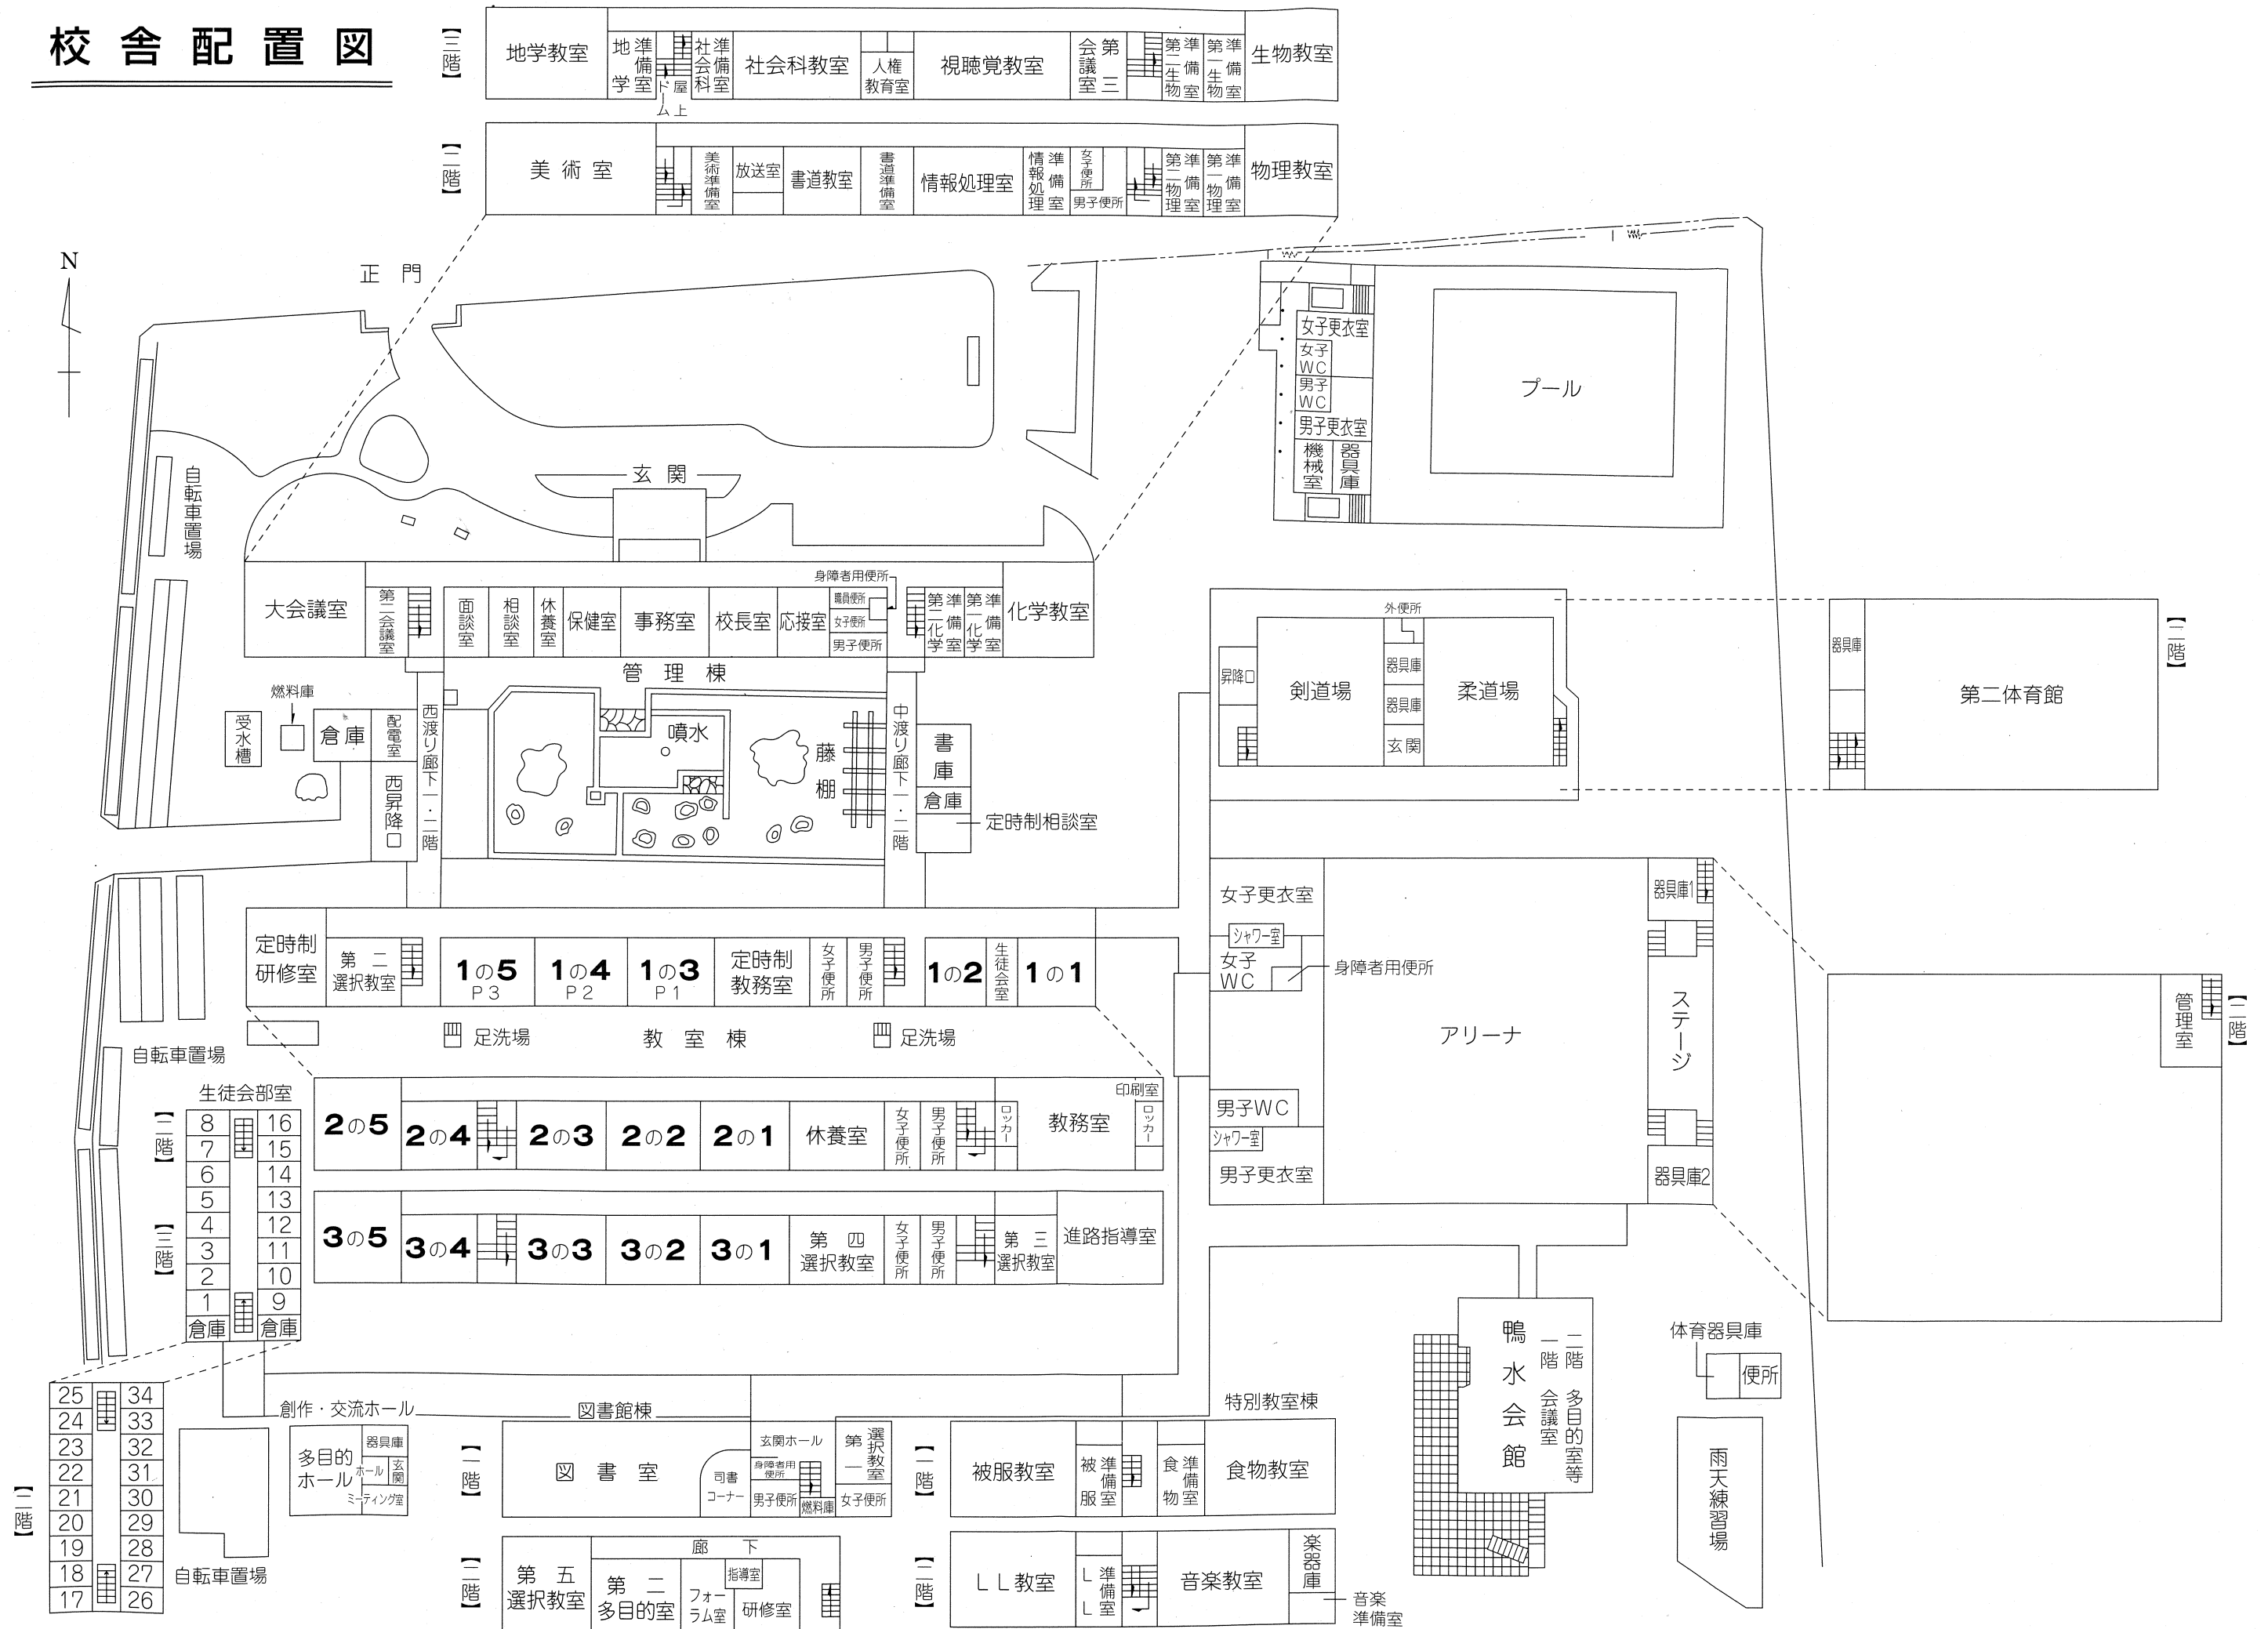 校舎配置図
【三階】
地学教室
地学準備室
屋上ドーム
社会科準備室
社会科教室
人権教育室
視聴覚教室
第三会議室
第二生物準備室
第一生物準備室
生物教室
【二階】
美術室
美術準備室
放送室
書道教室
書道準備室
情報処理室
情報処理準備室
女子便所
男子便所
第二物理準備室
第一物理準備室
物理教室
N
正門
自転車置場
玄関
女子更衣室
女子WC
男子WC
男子更衣室
機械室
器具庫
プール
大会議室
第二会議室
面談室
相談室
休養室
保健室
事務室
校長室
応接室
身障者用便所
職員便所
女子便所
男子便所
第二化学準備室
第一化学準備室
化学教室
管理棟
燃料庫
受水槽
倉庫
配電室
西昇降口
西渡り廊下一・二階
噴水
藤棚
中渡り廊下一・二階
書庫
倉庫
定時制相談室
外便所
昇降口
剣道場
器具庫
器具庫
玄関
柔道場
【二階】
器具庫
第二体育館
定時制研修室
第二選択教室
1の5
P3
1の4
P2
1の3
P1
定時制教務室
女子便所
男子便所
1の2
生徒会室
1の1
足洗場
教室棟
足洗場
女子更衣室
シャワー室
女子WC
身障者用便所
アリーナ
ステージ
器具庫1
男子WC
シャワー室
男子更衣室
器具庫2
管理室
【二階】
自転車置場
生徒会部室
【二階】
2の5
2の4
2の3
2の2
2の1
休養室
女子便所
男子便所
ロッカー
教務室
印刷室
ロッカー
【三階】
3の5
3の4
3の3
3の2
3の1
第四選択教室
女子便所
男子便所
第三選択教室
進路指導室
8 16
7 15
6 14
5 13
4 12
3 11
2 10
1 9
倉庫 倉庫
【二階】
25 34
24 33
23 32
22 31
21 30
20 29
19 28
18 27
17 26
自転車置場
創作・交流ホール
多目的ホール
器具庫
ホール
玄関
ミーティング室
図書館棟
【一階】
図書室
司書コーナー
玄関ホール
身障者用便所
男子便所
燃料庫
第一選択教室
女子便所
【二階】
廊下
第五選択教室
第二多目的室
フォーラム室
指導室
研修室
特別教室棟
【一階】
被服教室
被服準備室
食物準備室
食物教室
【二階】
LL教室
LL準備室
音楽教室
楽器庫
音楽準備室
鴨水会館
一階 会議室
二階 多目的室等
体育器具庫
便所
雨天練習場